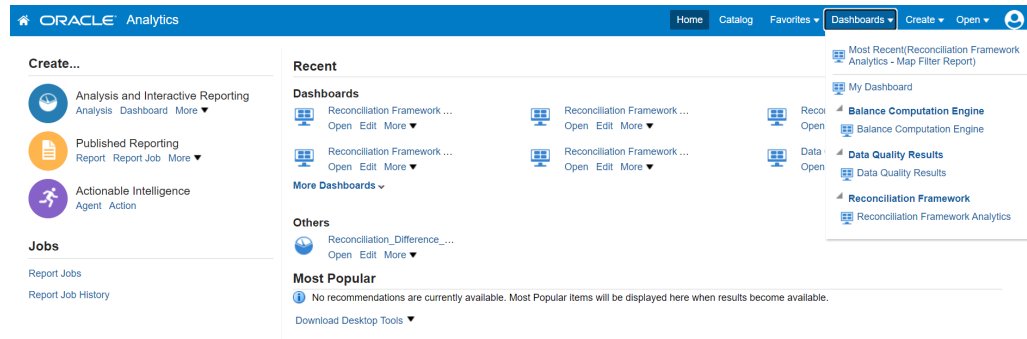 ORACLE Analytics
Home Catalog Favorites Dashboards Create Open
Create...
Analysis and Interactive Reporting
Analysis Dashboard More
Published Reporting
Report Report Job More
Actionable Intelligence
Agent Action
Jobs
Report Jobs
Report Job History
Recent
Dashboards
Reconciliation Framework ...
Open Edit More
Reconciliation Framework ...
Open Edit More
Recon
Open
Reconciliation Framework ...
Open Edit More
Reconciliation Framework ...
Open Edit More
Data
Open
More Dashboards
Others
Reconciliation_Difference_...
Open Edit More
Most Popular
No recommendations are currently available. Most Popular items will be displayed here when results become available.
Download Desktop Tools
Most Recent(Reconciliation Framework
Analytics - Map Filter Report)
My Dashboard
Balance Computation Engine
Balance Computation Engine
Data Quality Results
Data Quality Results
Reconciliation Framework
Reconciliation Framework Analytics